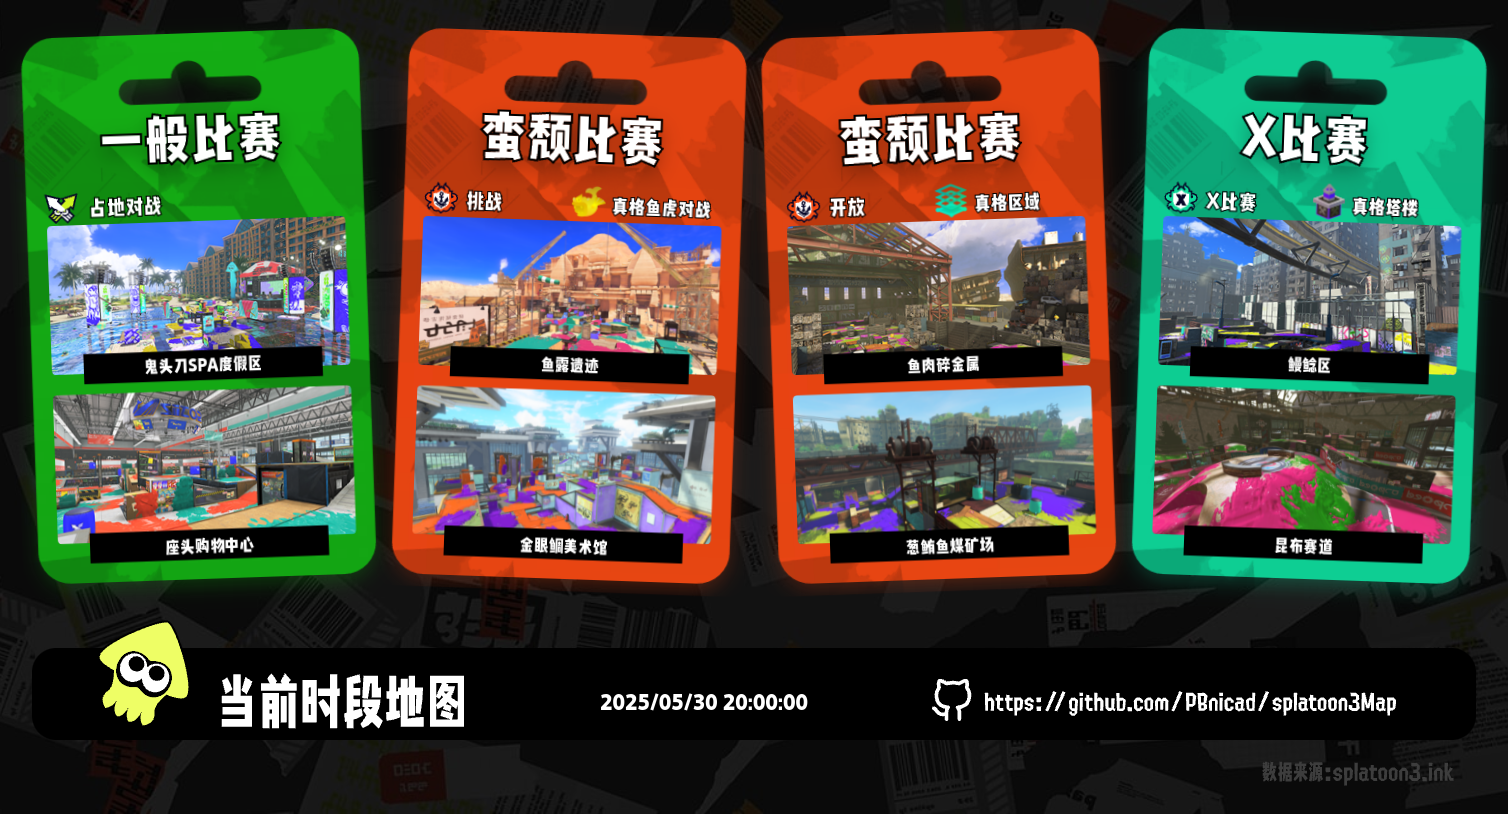 一般比赛
占地对战
鬼头刀SPA度假区
座头购物中心
蛮颓比赛
挑战
真格鱼虎对战
鱼露遗迹
金眼鲷美术馆
蛮颓比赛
开放
真格区域
鱼肉碎金属
葱鲔鱼煤矿场
X比赛
X比赛
真格塔楼
鳗鲶区
昆布赛道
当前时段地图
2025/05/30 20:00:00
https://github.com/PBnicad/splatoon3Map
数据来源:splatoon3.ink